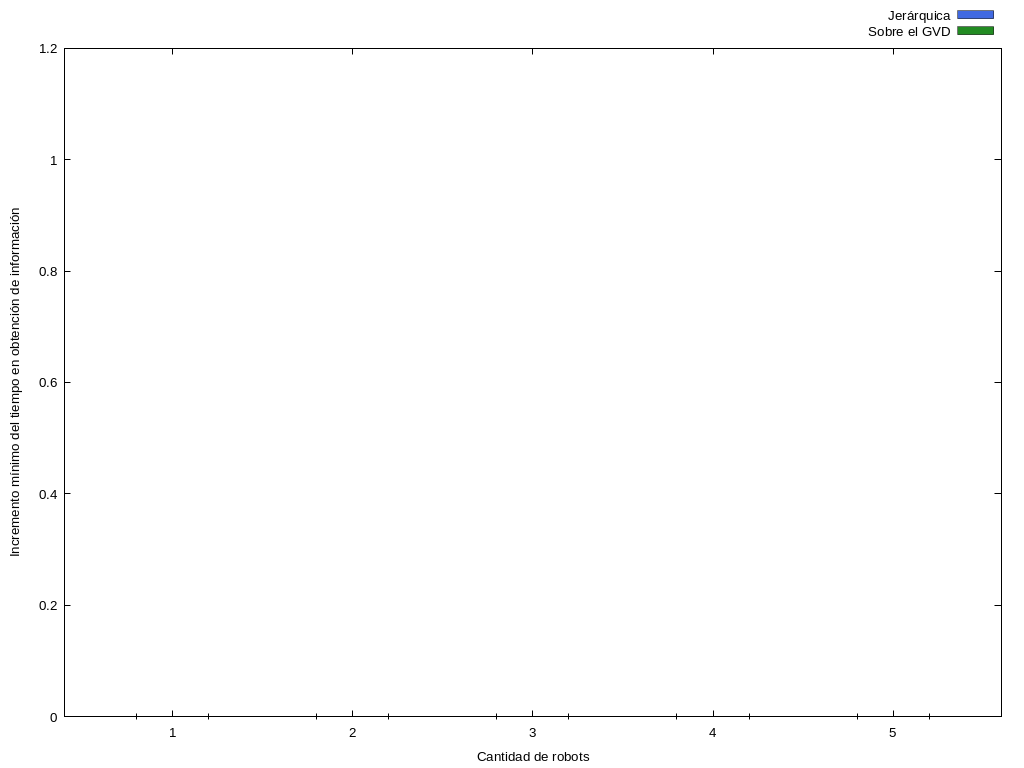 Jerárquica
Sobre el GVD
1.2
1
0.8
0.6
0.4
0.2
0
Incremento mínimo del tiempo en obtención de información
1 2 3 4 5
Cantidad de robots